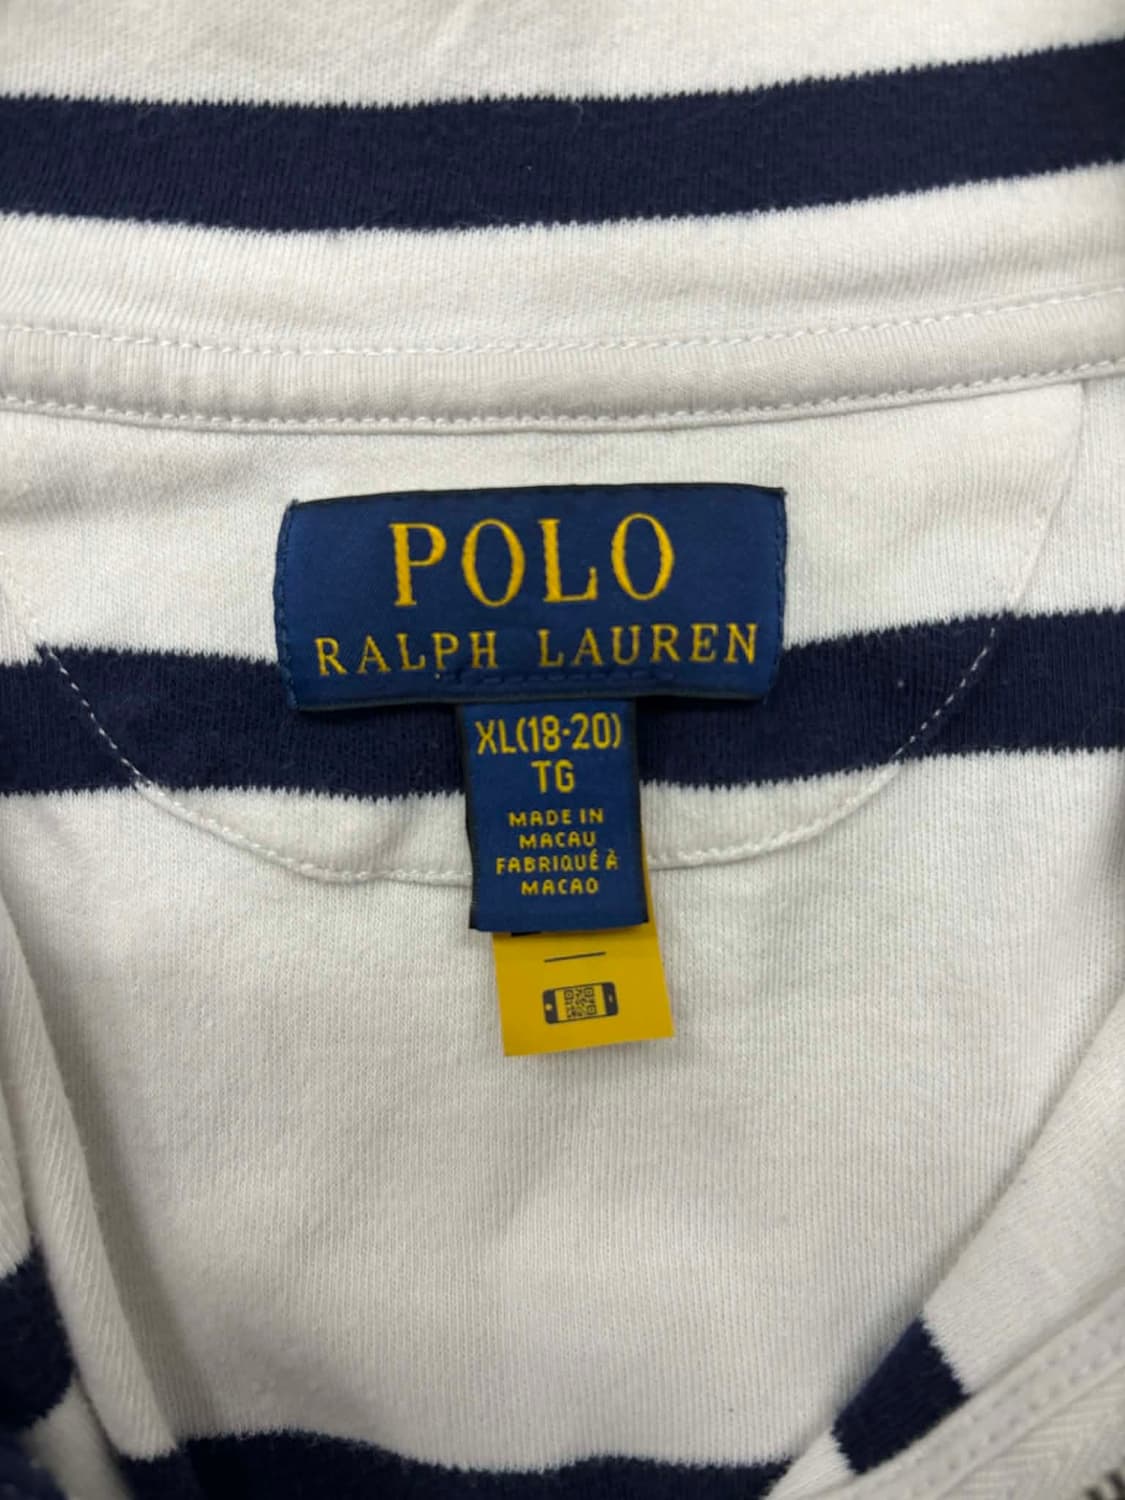 POLO
RALPH LAUREN
XL(18-20)
TG
MADE IN
MACAU
FABRIQUÉ À
MACAO